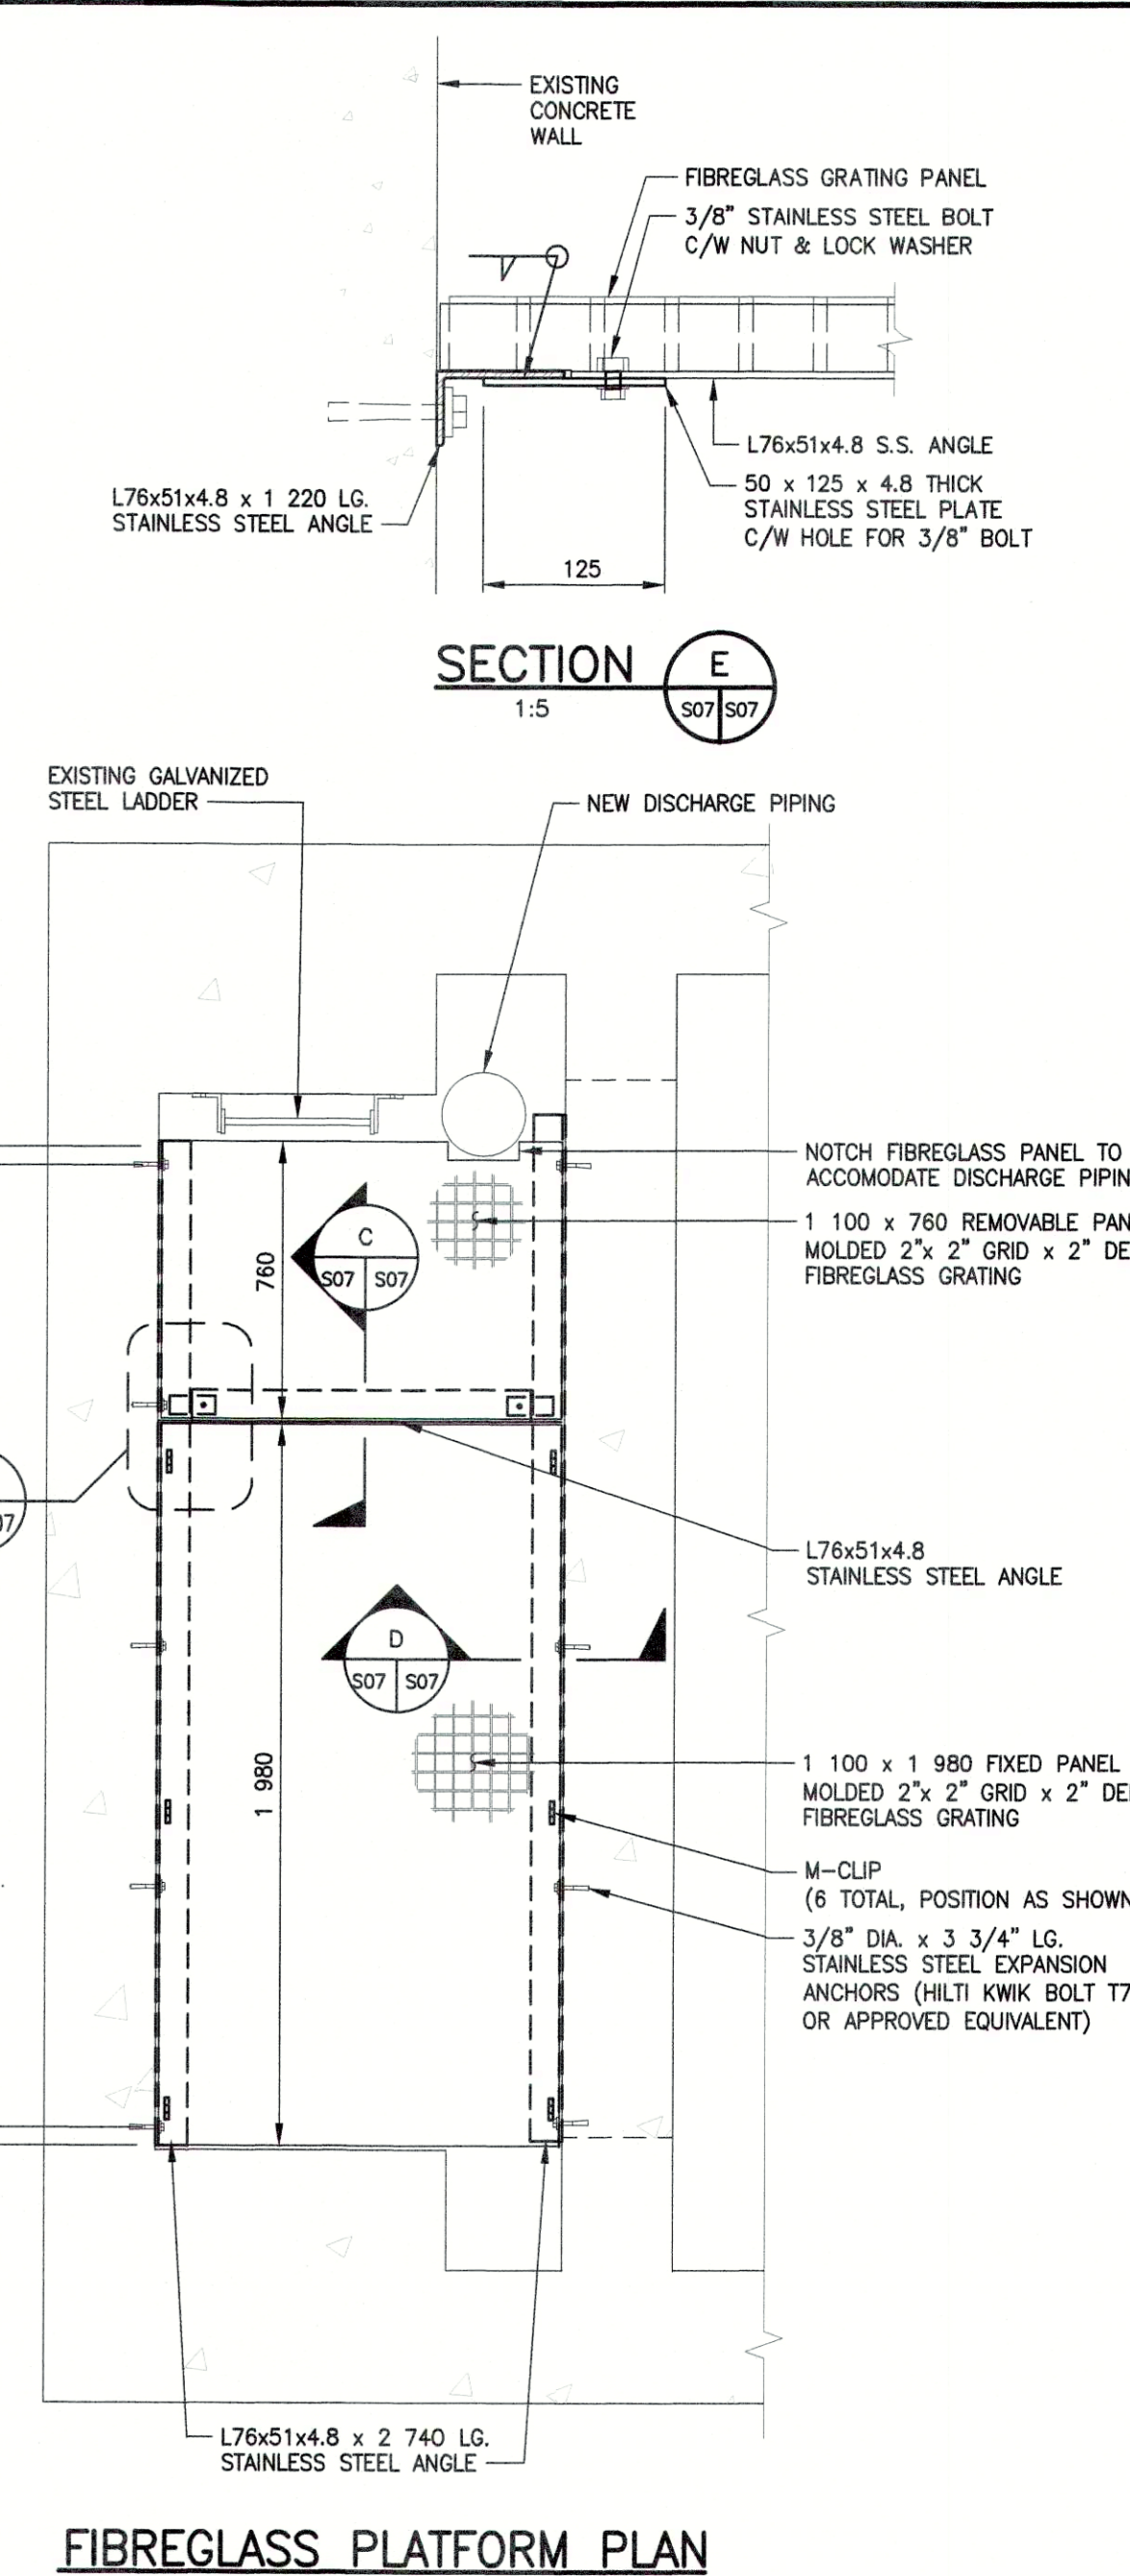 EXISTING
CONCRETE
WALL
FIBREGLASS GRATING PANEL
3/8" STAINLESS STEEL BOLT
C/W NUT & LOCK WASHER
L76x51x4.8 S.S. ANGLE
50 x 125 x 4.8 THICK
STAINLESS STEEL PLATE
C/W HOLE FOR 3/8" BOLT
L76x51x4.8 x 1 220 LG.
STAINLESS STEEL ANGLE
125
SECTION
1:5
E
S07 S07
EXISTING GALVANIZED
STEEL LADDER
NEW DISCHARGE PIPING
NOTCH FIBREGLASS PANEL TO
ACCOMODATE DISCHARGE PIPIN
1 100 x 760 REMOVABLE PAN
MOLDED 2"x 2" GRID x 2" DE
FIBREGLASS GRATING
760
C
S07 S07
07
L76x51x4.8
STAINLESS STEEL ANGLE
D
S07 S07
1 980
1 100 x 1 980 FIXED PANEL
MOLDED 2"x 2" GRID x 2" DE
FIBREGLASS GRATING
M-CLIP
(6 TOTAL, POSITION AS SHOWN
3/8" DIA. x 3 3/4" LG.
STAINLESS STEEL EXPANSION
ANCHORS (HILTI KWIK BOLT T7
OR APPROVED EQUIVALENT)
L76x51x4.8 x 2 740 LG.
STAINLESS STEEL ANGLE
FIBREGLASS PLATFORM PLAN